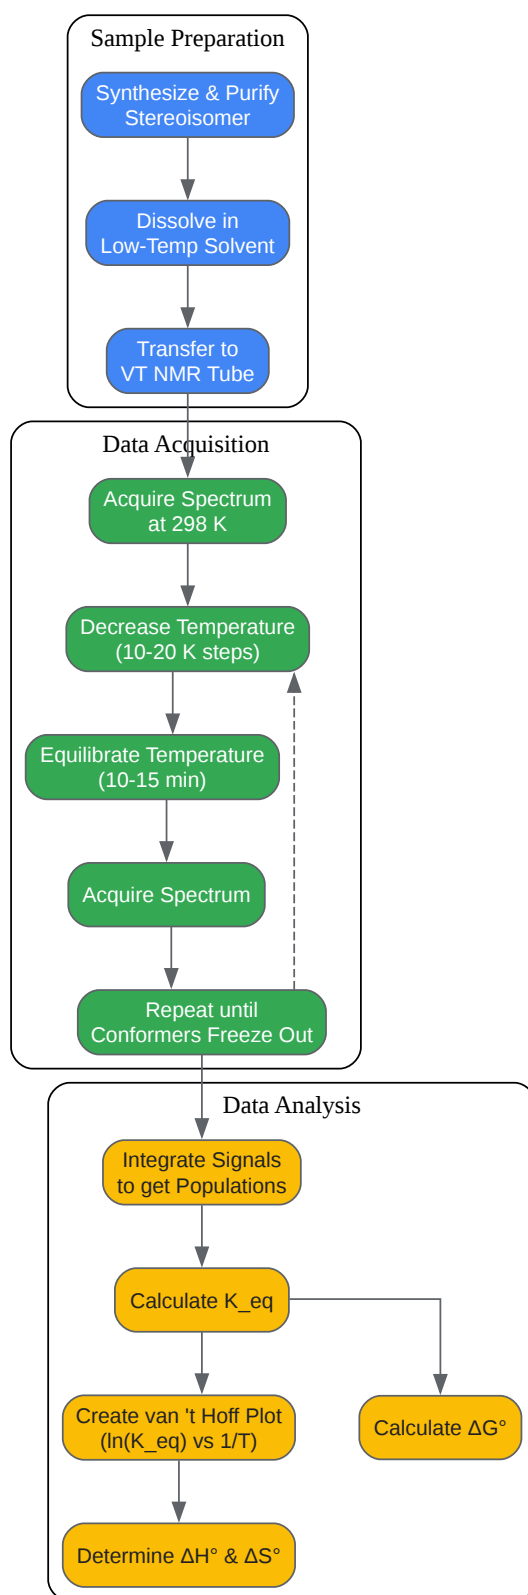 Sample Preparation
Synthesize & Purify
Stereoisomer
Dissolve in
Low-Temp Solvent
Transfer to
VT NMR Tube
Data Acquisition
Acquire Spectrum
at 298 K
Decrease Temperature
(10-20 K steps)
Equilibrate Temperature
(10-15 min)
Acquire Spectrum
Repeat until
Conformers Freeze Out
Data Analysis
Integrate Signals
to get Populations
Calculate K_eq
Create van 't Hoff Plot
(ln(K_eq) vs 1/T)
Calculate ΔG°
Determine ΔH° & ΔS°